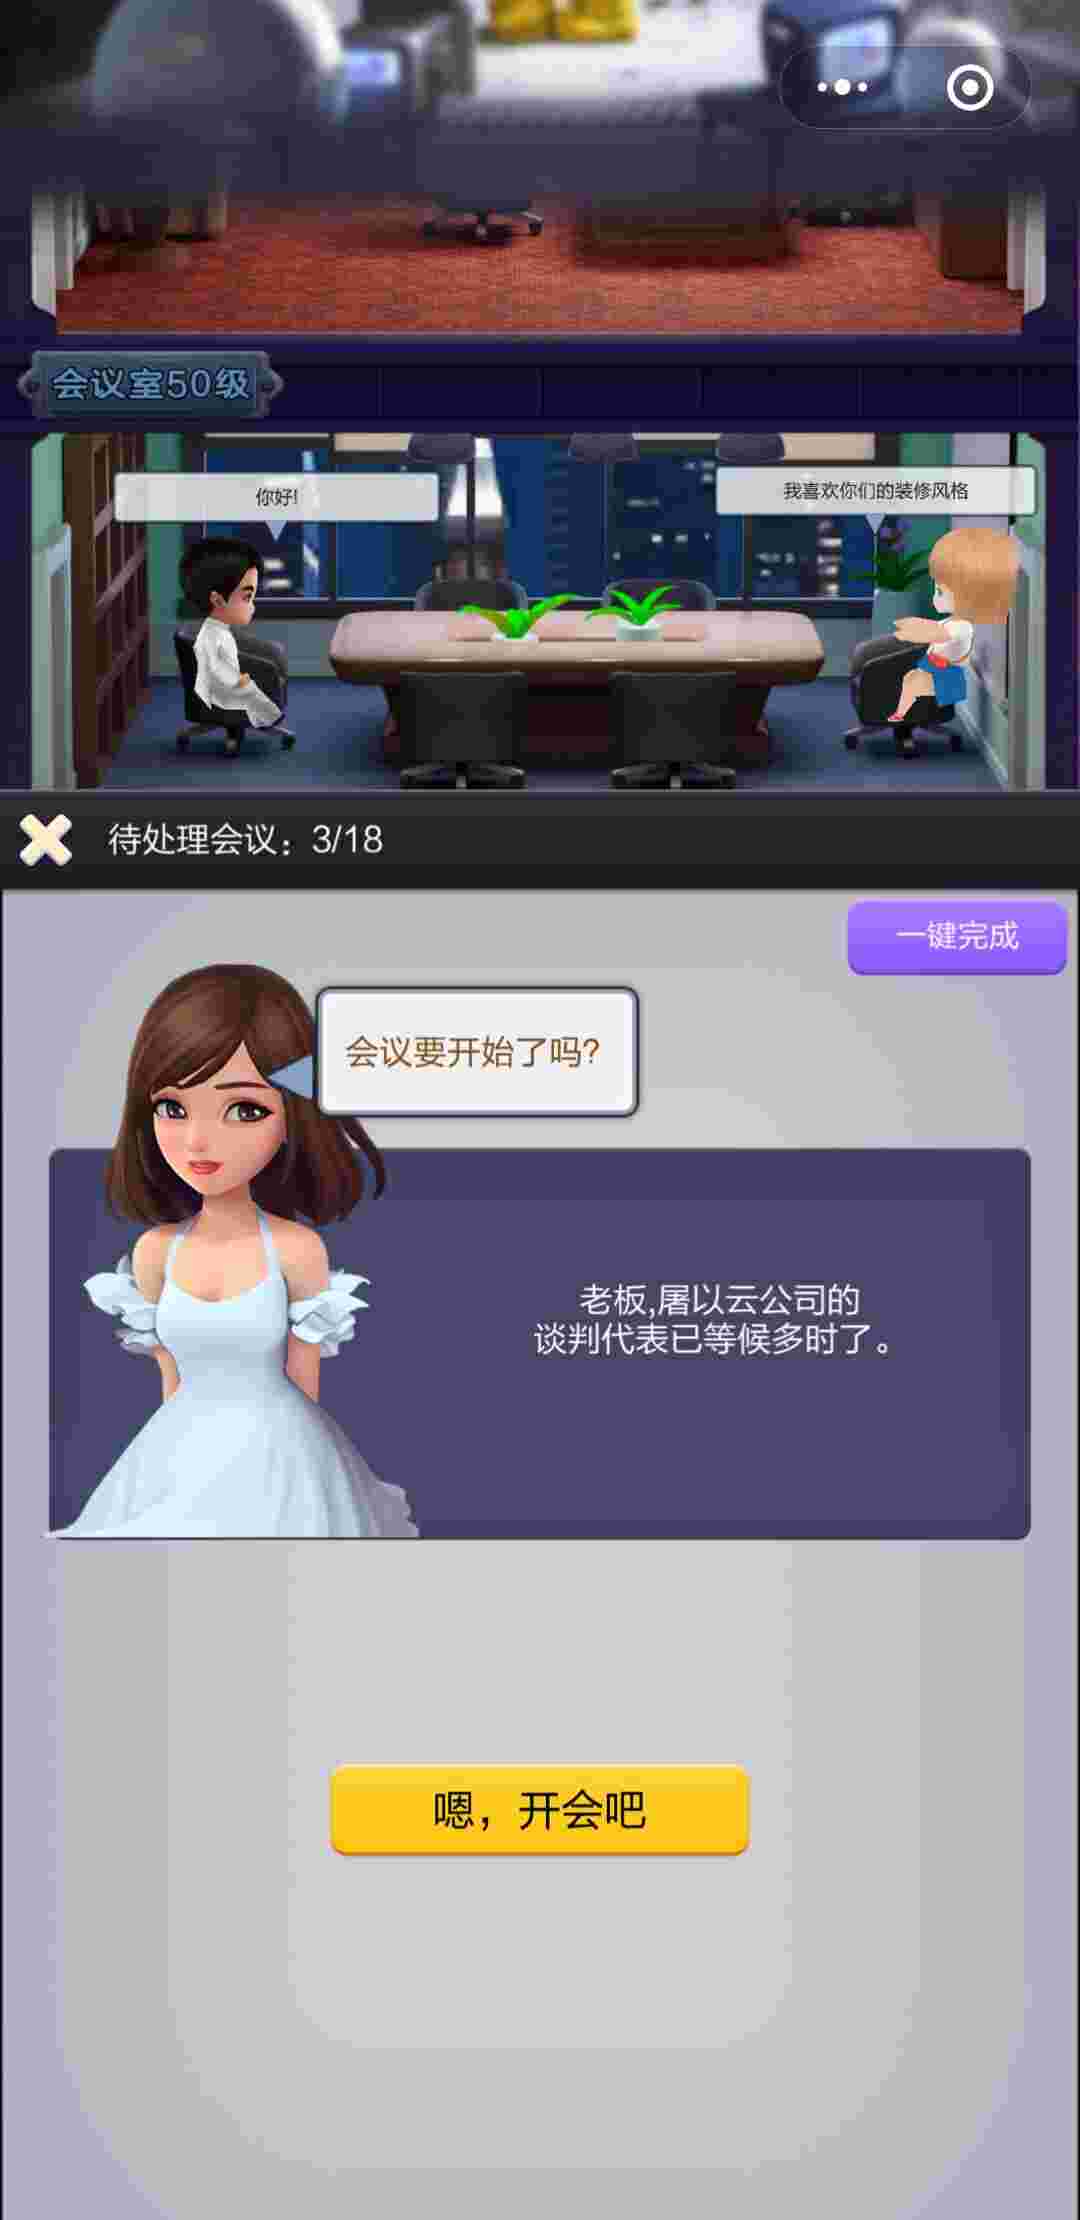 会议室50级
你好!
我喜欢你们的装修风格
待处理会议：3/18
一键完成
会议要开始了吗?
老板,屠以云公司的
谈判代表已等候多时了。
嗯，开会吧